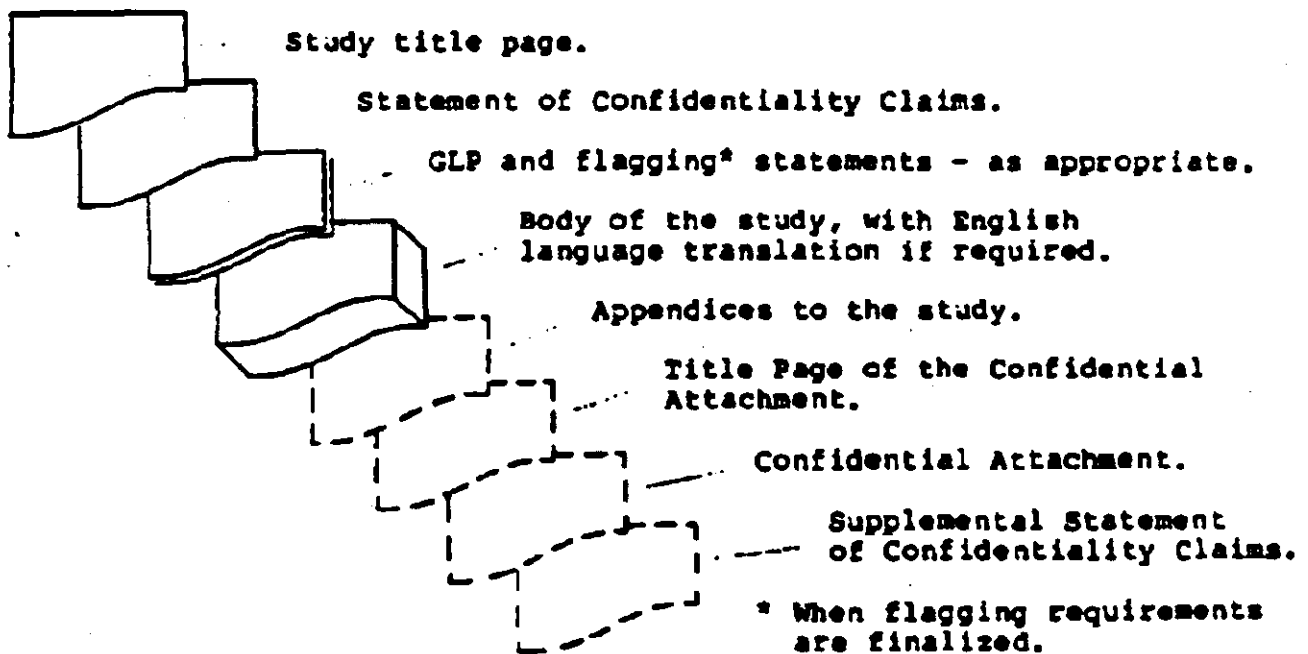 Study title page.
Statement of Confidentiality Claims.
GLP and flagging* statements - as appropriate.
Body of the study, with English
language translation if required.
Appendices to the study.
Title Page of the Confidential
Attachment.
Confidential Attachment.
Supplemental Statement
of Confidentiality Claims.
* When flagging requirements
are finalized.